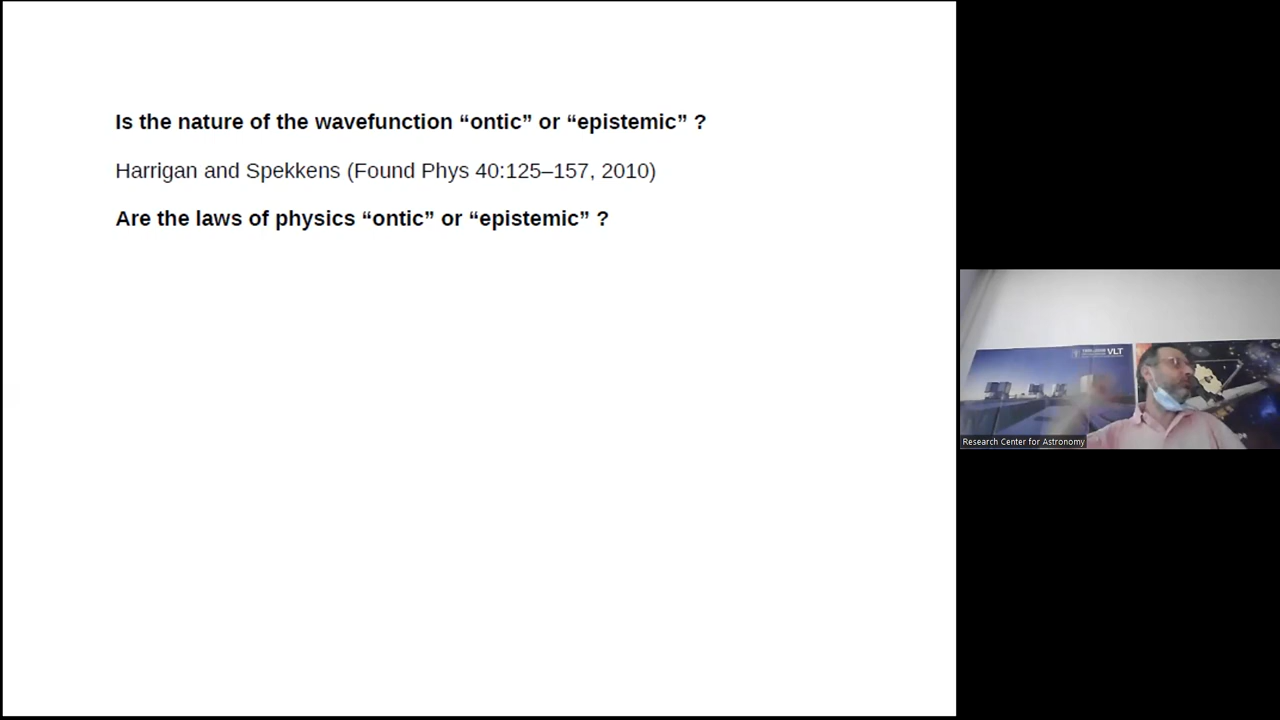 Is the nature of the wavefunction “ontic” or “epistemic” ?
Harrigan and Spekkens (Found Phys 40:125–157, 2010)
Are the laws of physics “ontic” or “epistemic” ?
VLT
Research Center for Astronomy